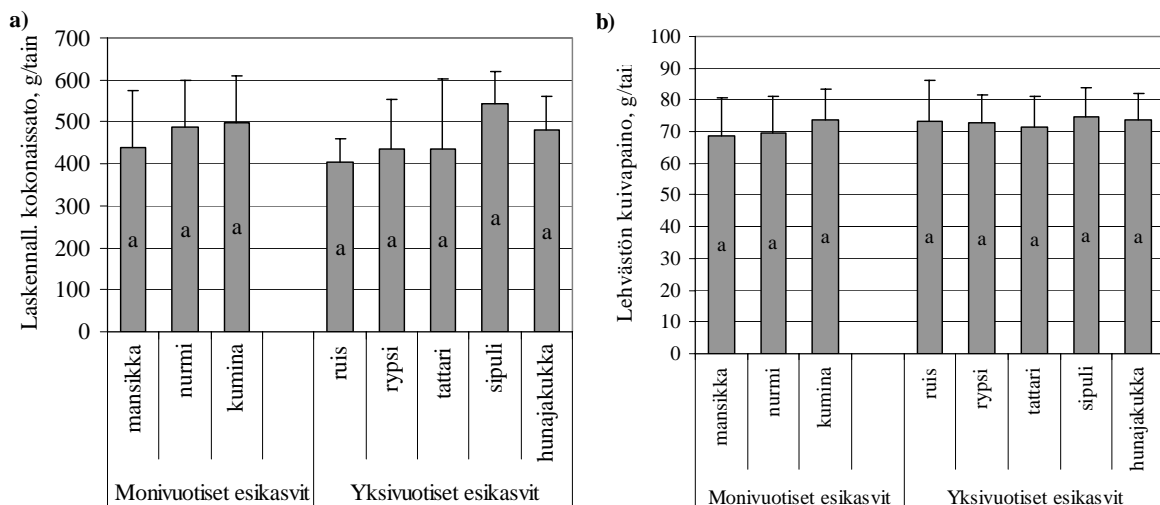 a)
Laskennall. kokonaissato, g/tain
700
600
500
400
300
200
100
0
a
a
a
a
a
a
a
a
mansikka
nurmi
kumina
ruis
rypsi
tattari
sipuli
hunajakukka
Monivuotiset esikasvit
Yksivuotiset esikasvit
b)
Lehvästön kuivapaino, g/tai
100
90
80
70
60
50
40
30
20
10
0
a
a
a
a
a
a
a
a
mansikka
nurmi
kumina
ruis
rypsi
tattari
sipuli
hunajakukka
Monivuotiset esikasvit
Yksivuotiset esikasvit